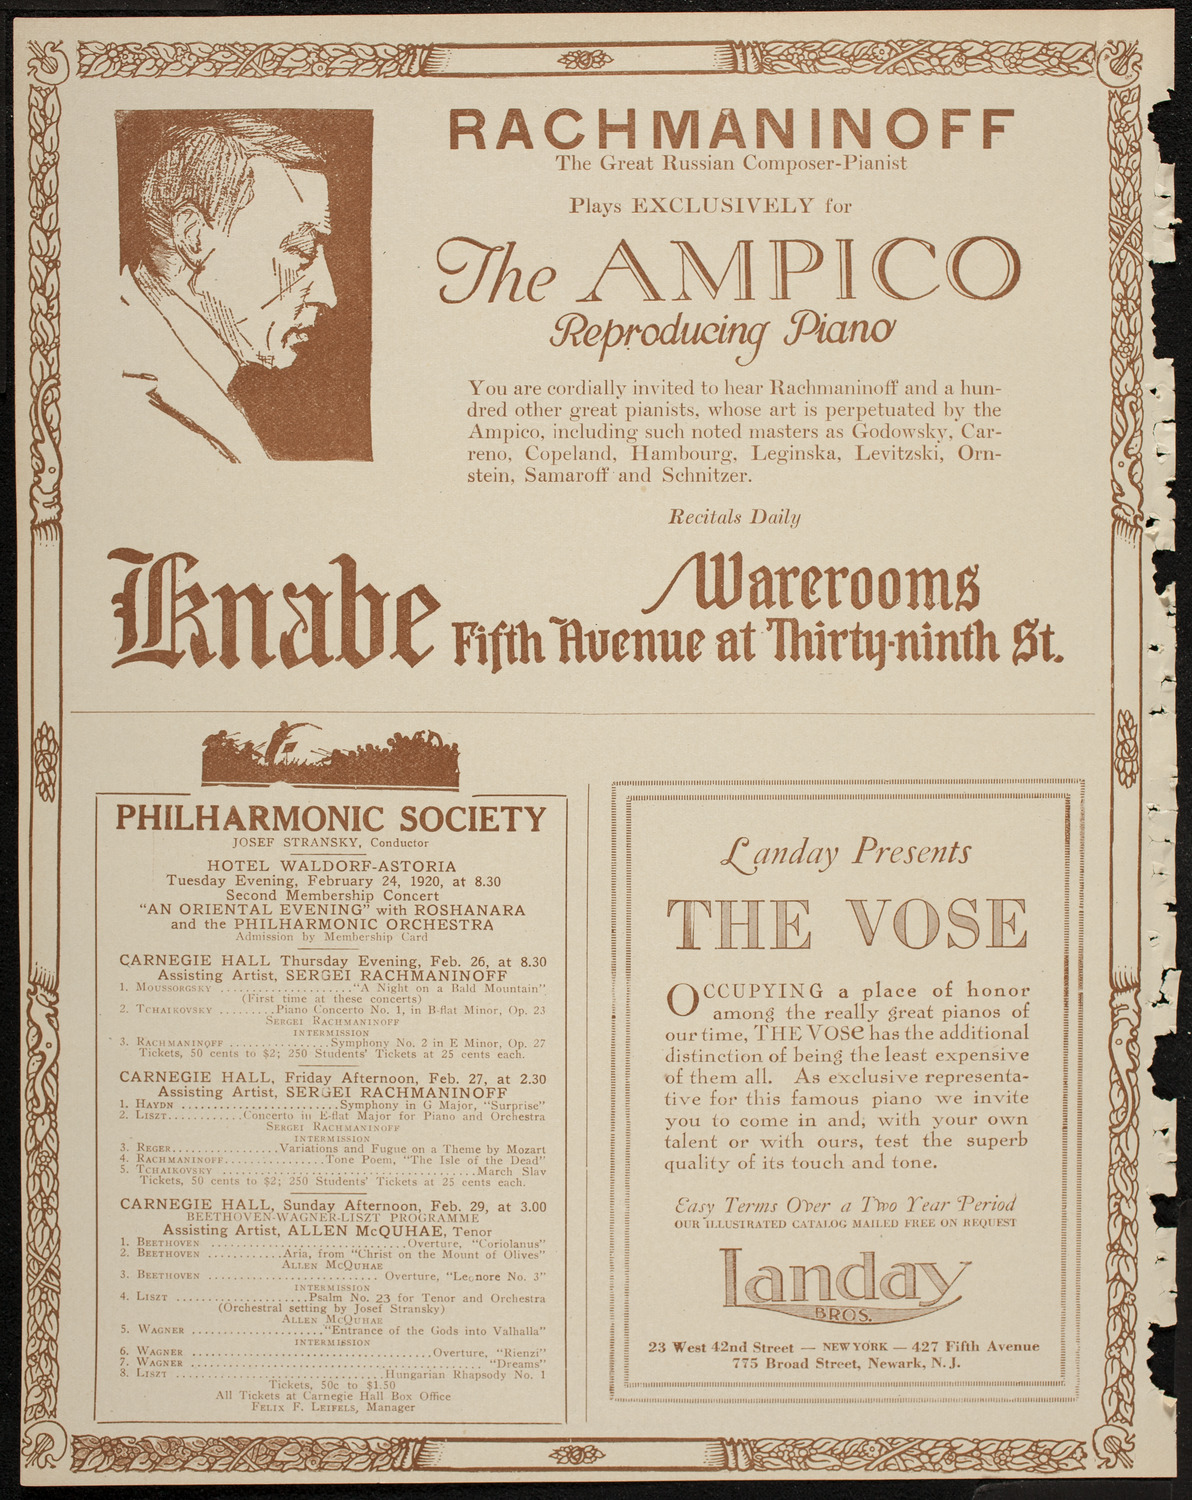 RACHMANINOFF
The Great Russian Composer-Pianist
Plays EXCLUSIVELY for
The AMPICO
Reproducing Piano
You are cordially invited to hear Rachmaninoff and a hun-
dred other great pianists, whose art is perpetuated by the
Ampico, including such noted masters as Godowsky, Car-
reno, Copeland, Hambourg, Leginska, Levitzski, Orn-
stein, Samaroff and Schnitzer.
Recitals Daily
Knabe Warerooms
Fifth Avenue at Thirty-ninth St.
PHILHARMONIC SOCIETY
JOSEF STRANSKY, Conductor
HOTEL WALDORF-ASTORIA
Tuesday Evening, February 24, 1920, at 8.30
Second Membership Concert
"AN ORIENTAL EVENING" with ROSHANARA
and the PHILHARMONIC ORCHESTRA
Admission by Membership Card
CARNEGIE HALL Thursday Evening, Feb. 26, at 8.30
Assisting Artist, SERGEI RACHMANINOFF
1. MOUSSORGSKY ...................."A Night on a Bald Mountain"
(First time at these concerts)
2. TCHAIKOVSKY .........Piano Concerto No. 1, in B-flat Minor, Op. 23
SERGEI RACHMANINOFF
INTERMISSION
3. RACHMANINOFF ................Symphony No. 2 in E Minor, Op. 27
Tickets, 50 cents to $2; 250 Students' Tickets at 25 cents each.
CARNEGIE HALL, Friday Afternoon, Feb. 27, at 2.30
Assisting Artist, SERGEI RACHMANINOFF
1. HAYDN .........................Symphony in G Major, "Surprise"
2. LISZT............Concerto in E-flat Major for Piano and Orchestra
SERGEI RACHMANINOFF
INTERMISSION
3. REGER.................Variations and Fugue on a Theme by Mozart
4. RACHMANINOFF................Tone Poem, "The Isle of the Dead"
5. TCHAIKOVSKY .........................................March Slav
Tickets, 50 cents to $2; 250 Students' Tickets at 25 cents each.
CARNEGIE HALL, Sunday Afternoon, Feb. 29, at 3.00
BEETHOVEN-WAGNER-LISZT PROGRAMME
Assisting Artist, ALLEN McQUHAE, Tenor
1. BEETHOVEN ................................Overture, "Coriolanus"
2. BEETHOVEN ............Aria, from "Christ on the Mount of Olives"
ALLEN McQUHAE
3. BEETHOVEN ........................... Overture, "Leonore No. 3"
INTERMISSION
4. LISZT .....................Psalm No. 23 for Tenor and Orchestra
(Orchestral setting by Josef Stransky)
ALLEN McQUHAE
5. WAGNER ....................."Entrance of the Gods into Valhalla"
INTERMISSION
6. WAGNER .......................................Overture, "Rienzi"
7. WAGNER ................................................"Dreams"
8. LISZT .................................Hungarian Rhapsody No. 1
Tickets, 50c to $1.50
All Tickets at Carnegie Hall Box Office
FELIX F. LEIFELS, Manager
Landay Presents
THE VOSE
OCCUPYING a place of honor
among the really great pianos of
our time, THE VOSE has the additional
distinction of being the least expensive
of them all. As exclusive representa-
tive for this famous piano we invite
you to come in and, with your own
talent or with ours, test the superb
quality of its touch and tone.
Easy Terms Over a Two Year Period
OUR ILLUSTRATED CATALOG MAILED FREE ON REQUEST
Landay
BROS.
23 West 42nd Street — NEW YORK — 427 Fifth Avenue
775 Broad Street, Newark, N. J.